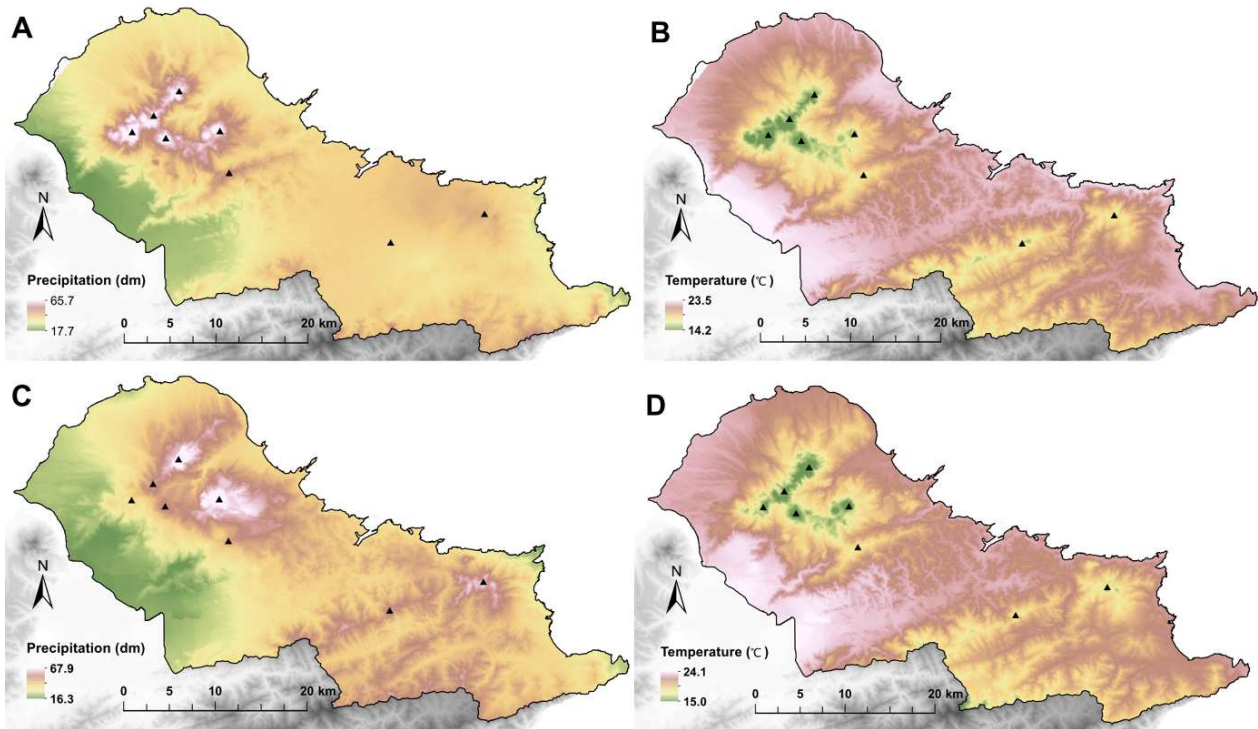 A
N
Precipitation (dm)
65.7
17.7
0 5 10 20 km
B
N
Temperature (℃)
23.5
14.2
0 5 10 20 km
C
N
Precipitation (dm)
67.9
16.3
0 5 10 20 km
D
N
Temperature (℃)
24.1
15.0
0 5 10 20 km